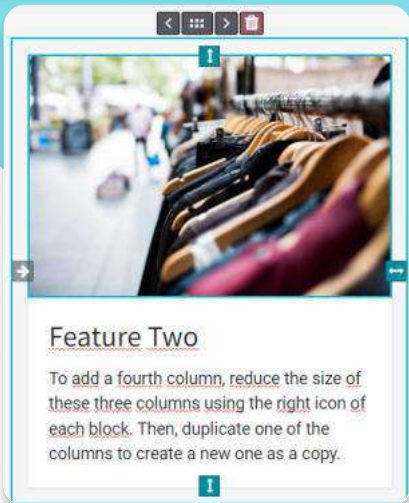 Feature Two
To add a fourth column, reduce the size of
these three columns using the right icon of
each block. Then, duplicate one of the
columns to create a new one as a copy.